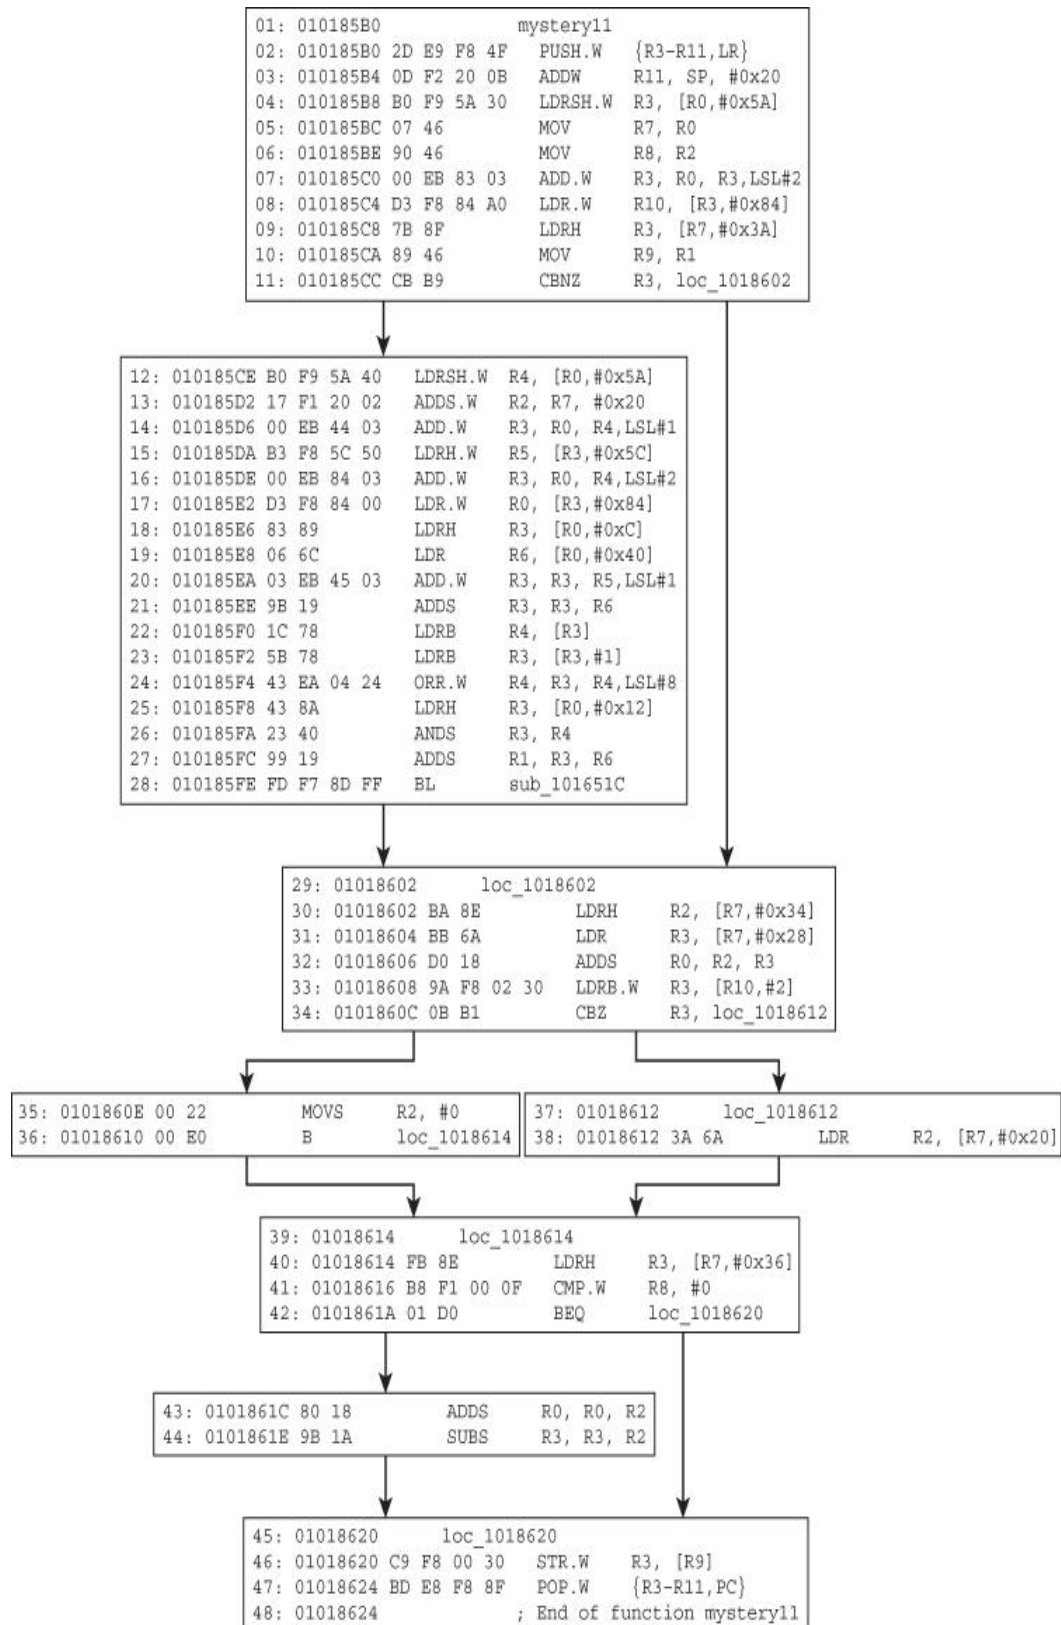 01: 010185B0 mystery11
02: 010185B0 2D E9 F8 4F PUSH.W {R3-R11,LR}
03: 010185B4 0D F2 20 0B ADDW R11, SP, #0x20
04: 010185B8 B0 F9 5A 30 LDRSH.W R3, [R0,#0x5A]
05: 010185BC 07 46 MOV R7, R0
06: 010185BE 90 46 MOV R8, R2
07: 010185C0 00 EB 83 03 ADD.W R3, R0, R3,LSL#2
08: 010185C4 D3 F8 84 A0 LDR.W R10, [R3,#0x84]
09: 010185C8 7B 8F LDRH R3, [R7,#0x3A]
10: 010185CA 89 46 MOV R9, R1
11: 010185CC CB B9 CBNZ R3, loc_1018602
12: 010185CE B0 F9 5A 40 LDRSH.W R4, [R0,#0x5A]
13: 010185D2 17 F1 20 02 ADDS.W R2, R7, #0x20
14: 010185D6 00 EB 44 03 ADD.W R3, R0, R4,LSL#1
15: 010185DA B3 F8 5C 50 LDRH.W R5, [R3,#0x5C]
16: 010185DE 00 EB 84 03 ADD.W R3, R0, R4,LSL#2
17: 010185E2 D3 F8 84 00 LDR.W R0, [R3,#0x84]
18: 010185E6 83 89 LDRH R3, [R0,#0xC]
19: 010185E8 06 6C LDR R6, [R0,#0x40]
20: 010185EA 03 EB 45 03 ADD.W R3, R3, R5,LSL#1
21: 010185EE 9B 19 ADDS R3, R3, R6
22: 010185F0 1C 78 LDRB R4, [R3]
23: 010185F2 5B 78 LDRB R3, [R3,#1]
24: 010185F4 43 EA 04 24 ORR.W R4, R3, R4,LSL#8
25: 010185F8 43 8A LDRH R3, [R0,#0x12]
26: 010185FA 23 40 ANDS R3, R4
27: 010185FC 99 19 ADDS R1, R3, R6
28: 010185FE FD F7 8D FF BL sub_101651C
29: 01018602 loc_1018602
30: 01018602 BA 8E LDRH R2, [R7,#0x34]
31: 01018604 BB 6A LDR R3, [R7,#0x28]
32: 01018606 D0 18 ADDS R0, R2, R3
33: 01018608 9A F8 02 30 LDRB.W R3, [R10,#2]
34: 0101860C 0B B1 CBZ R3, loc_1018612
35: 0101860E 00 22 MOVS R2, #0
36: 01018610 00 E0 B loc_1018614
37: 01018612 loc_1018612
38: 01018612 3A 6A LDR R2, [R7,#0x20]
39: 01018614 loc_1018614
40: 01018614 FB 8E LDRH R3, [R7,#0x36]
41: 01018616 B8 F1 00 0F CMP.W R8, #0
42: 0101861A 01 D0 BEQ loc_1018620
43: 0101861C 80 18 ADDS R0, R0, R2
44: 0101861E 9B 1A SUBS R3, R3, R2
45: 01018620 loc_1018620
46: 01018620 C9 F8 00 30 STR.W R3, [R9]
47: 01018624 BD E8 F8 8F POP.W {R3-R11,PC}
48: 01018624 ; End of function mystery11